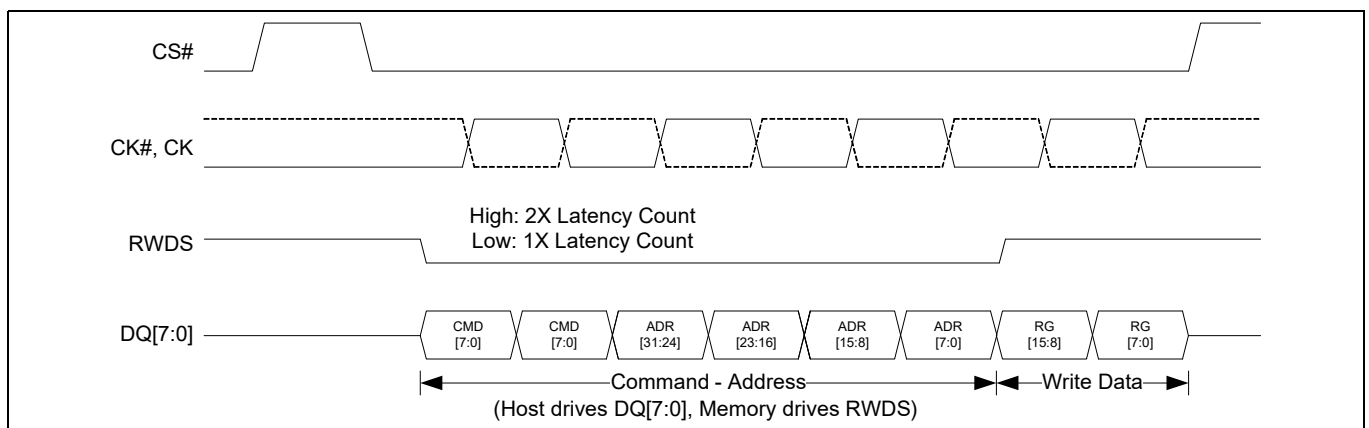 CS#
CK#, CK
High: 2X Latency Count
Low: 1X Latency Count
RWDS
DQ[7:0]
CMD
[7:0]
CMD
[7:0]
ADR
[31:24]
ADR
[23:16]
ADR
[15:8]
ADR
[7:0]
RG
[15:8]
RG
[7:0]
Command - Address
Write Data
(Host drives DQ[7:0], Memory drives RWDS)